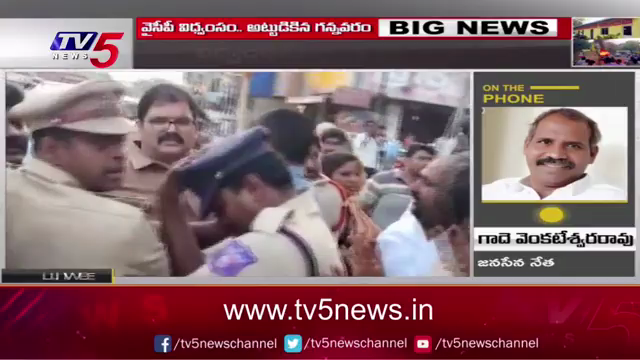 TV5
NEWS
వైసీపీ విధ్వంసం.. అట్టుడికిన గన్నవరం
BIG NEWS
ON THE
PHONE
గాదె వెంకటేశ్వరరావు
జనసేన నేత
www.tv5news.in
/tv5newschannel
/tv5newschannel
/tv5newschannel